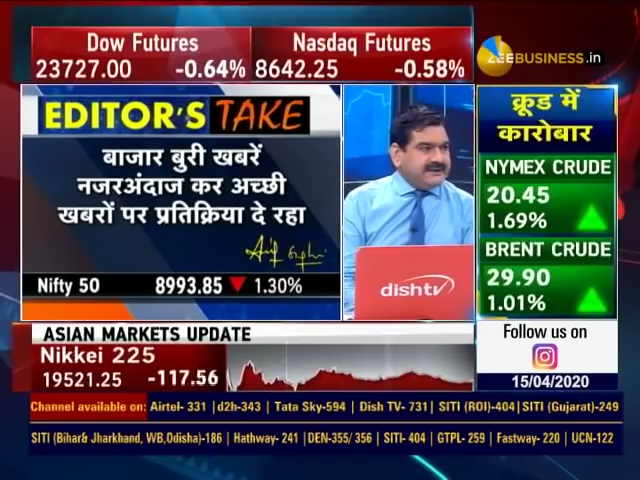 Dow Futures
23727.00 -0.64%
Nasdaq Futures
8642.25 -0.58%
ZEEBUSINESS.in
EDITOR'S TAKE
बाजार बुरी खबरें
नजरअंदाज कर अच्छी
खबरों पर प्रतिक्रिया दे रहा
Nifty 50 8993.85 1.30%
dishtv
क्रूड में
कारोबार
NYMEX CRUDE
20.45
1.69%
BRENT CRUDE
29.90
1.01%
ASIAN MARKETS UPDATE
Nikkei 225
19521.25 -117.56
Follow us on
15/04/2020
Channel available on: Airtel- 331 |d2h-343 | Tata Sky-594 | Dish TV- 731| SITI (ROI)-404|SITI (Gujarat)-249
SITI (Bihar& Jharkhand, WB,Odisha)-186 | Hathway- 241 |DEN-355/ 356 | SITI- 404 | GTPL- 259 | Fastway- 220 | UCN-122